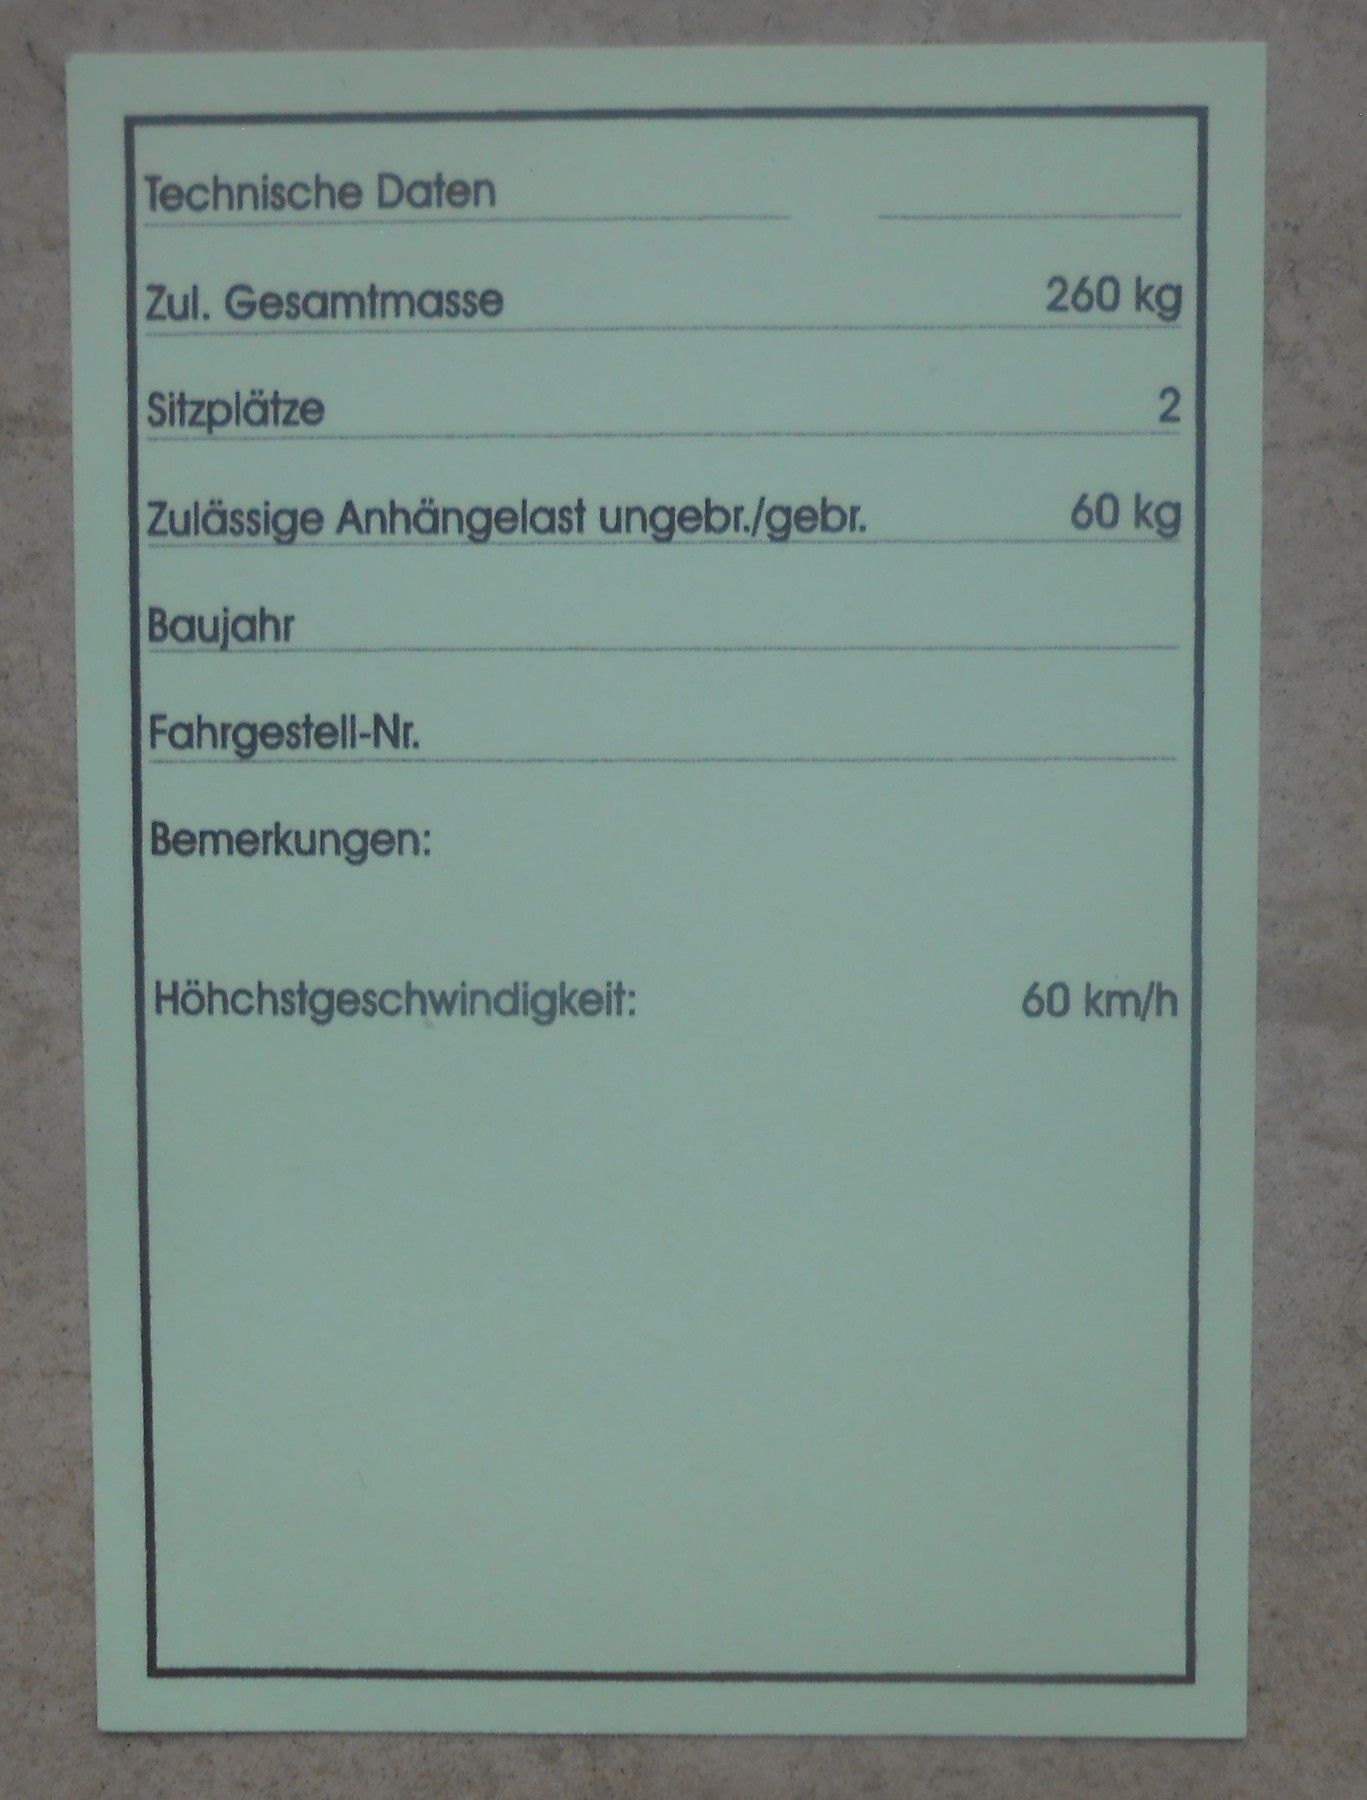 Technische Daten
Zul. Gesamtmasse 260 kg
Sitzplätze 2
Zulässige Anhängelast ungebr./gebr. 60 kg
Baujahr
Fahrgestell-Nr.
Bemerkungen:
Höhchstgeschwindigkeit: 60 km/h